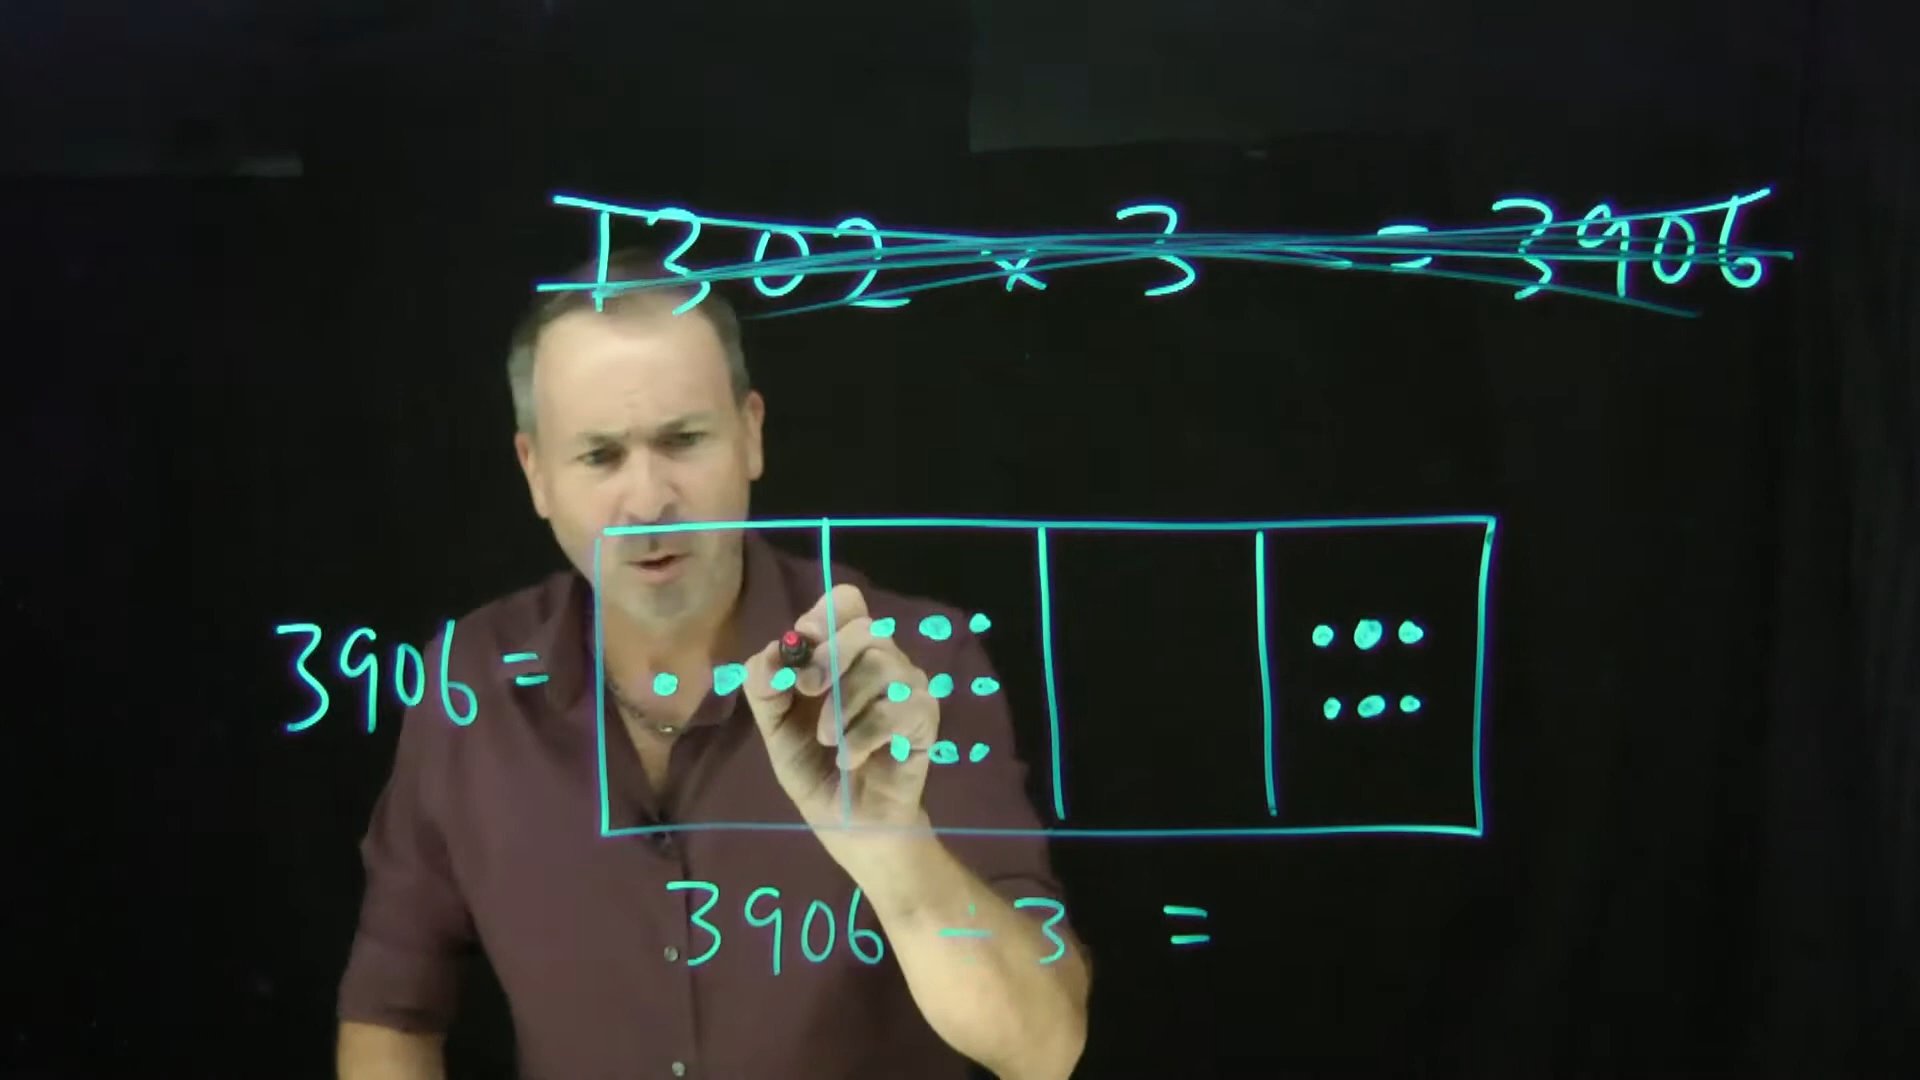 1302 × 3 = 3906
3906 =
3906 ÷ 3 =